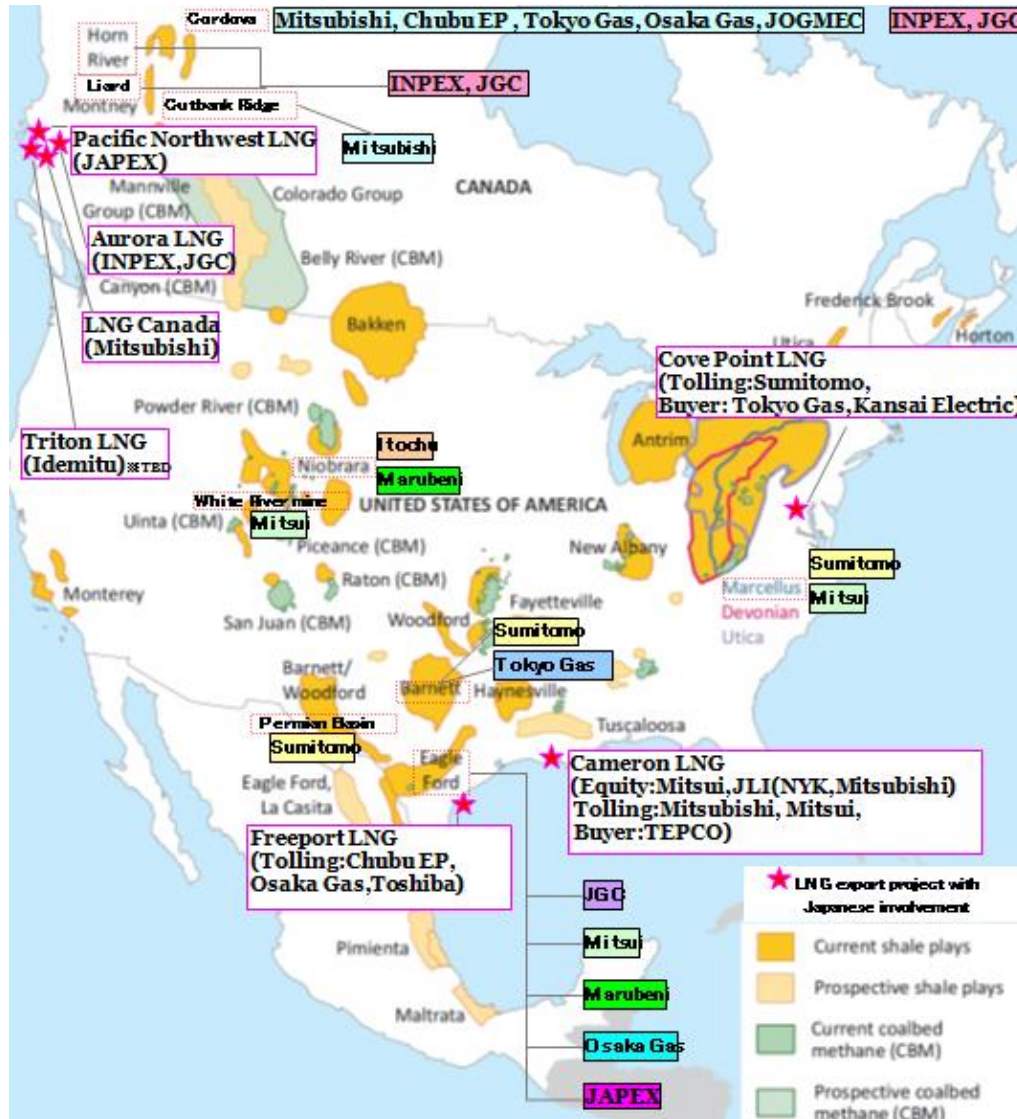 Cordova
Mitsubishi, Chubu EP , Tokyo Gas, Osaka Gas, JOGMEC
INPEX, JGC
Horn
River
Liard
INPEX, JGC
Montney
Cutbank Ridge
Mitsubishi
Pacific Northwest LNG
(JAPEX)
CANADA
Mannville
Group (CBM)
Colorado Group
Aurora LNG
(INPEX,JGC)
Belly River (CBM)
Canyon (CBM)
LNG Canada
(Mitsubishi)
Bakken
Frederick Brook
Utica
Horton
Cove Point LNG
(Tolling:Sumitomo,
Buyer: Tokyo Gas,Kansai Electric)
Powder River (CBM)
Antrim
Triton LNG
(Idemitu)※TBD
Itochu
Niobrara
Marubeni
White River mine
UNITED STATES OF AMERICA
Uinta (CBM)
Mitsui
Piceance (CBM)
New Albany
Raton (CBM)
Sumitomo
Marcellus
Mitsui
Devonian
Utica
Monterey
San Juan (CBM)
Woodford
Fayetteville
Sumitomo
Tokyo Gas
Barnett/
Woodford
Barnett
Haynesville
Permian Basin
Sumitomo
Tuscaloosa
Eagle
Ford
Eagle Ford,
La Casita
Cameron LNG
(Equity:Mitsui,JLI(NYK,Mitsubishi)
Tolling:Mitsubishi, Mitsui,
Buyer:TEPCO)
Freeport LNG
(Tolling:Chubu EP,
Osaka Gas,Toshiba)
JGC
Mitsui
Marubeni
Osaka Gas
JAPEX
Pimienta
Maltrata
LNG export project with
Japanese involvement
Current shale plays
Prospective shale plays
Current coalbed
methane (CBM)
Prospective coalbed
methane (CBM)